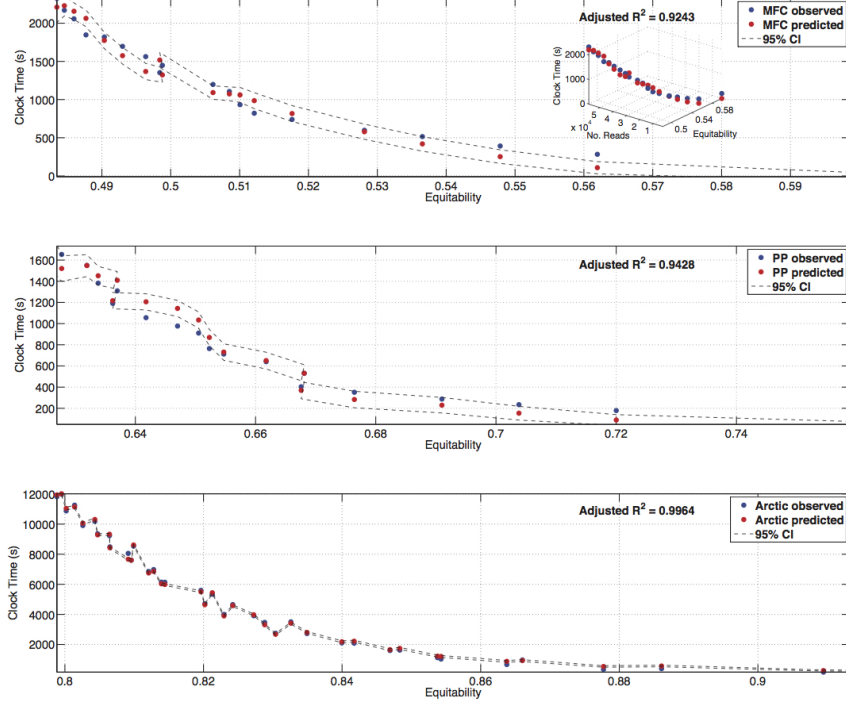 Adjusted R² = 0.9243
MFC observed
MFC predicted
95% CI
Clock Time (s)
2000
1500
1000
500
0
0.49 0.5 0.51 0.52 0.53 0.54 0.55 0.56 0.57 0.58 0.59
Equitability
Clock Time (s)
2000
1000
0
5 4 3 2 1
x 10⁴
No. Reads
0.5 0.54 0.58
Equitability
Adjusted R² = 0.9428
PP observed
PP predicted
95% CI
Clock Time (s)
1600
1400
1200
1000
800
600
400
200
0.64 0.66 0.68 0.7 0.72 0.74
Equitability
Adjusted R² = 0.9964
Arctic observed
Arctic predicted
95% CI
Clock Time (s)
12000
10000
8000
6000
4000
2000
0.8 0.82 0.84 0.86 0.88 0.9
Equitability